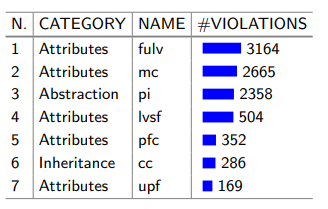 N. CATEGORY NAME #VIOLATIONS
1 Attributes fulv 3164
2 Attributes mc 2665
3 Abstraction pi 2358
4 Attributes lvsf 504
5 Attributes pfc 352
6 Inheritance cc 286
7 Attributes upf 169